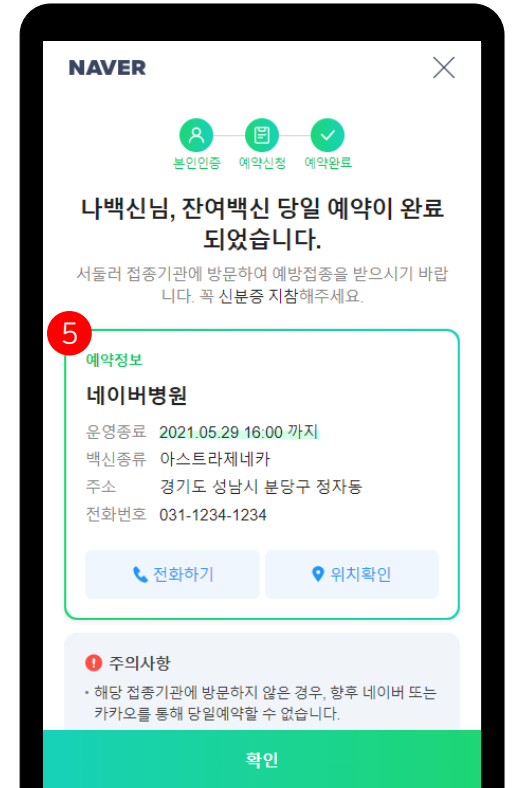 NAVER
본인인증 예약신청 예약완료
나백신님, 잔여백신 당일 예약이 완료
되었습니다.
서둘러 접종기관에 방문하여 예방접종을 받으시기 바랍
니다. 꼭 신분증 지참해주세요.
5
예약정보
네이버병원
운영종료 2021.05.29 16:00 까지
백신종류 아스트라제네카
주소 경기도 성남시 분당구 정자동
전화번호 031-1234-1234
전화하기 위치확인
주의사항
• 해당 접종기관에 방문하지 않은 경우, 향후 네이버 또는
카카오를 통해 당일예약할 수 없습니다.
확인